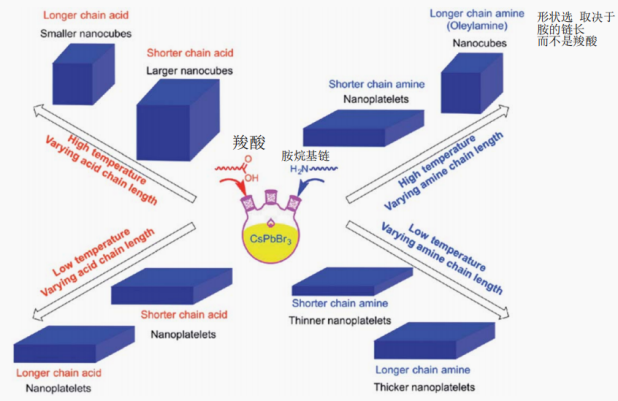 Longer chain acid
Smaller nanocubes
Shorter chain acid
Larger nanocubes
High temperature
Varying acid chain length
Longer chain amine
(Oleylamine)
Nanocubes
形状选 取决于
胺的链长
而不是羧酸
Shorter chain amine
Nanoplatelets
High temperature
Varying amine chain length
羧酸
O
OH
胺烷基链
H₂N
CsPbBr₃
Low temperature
Varying acid chain length
Shorter chain acid
Nanoplatelets
Longer chain acid
Nanoplatelets
Low temperature
Varying amine chain length
Shorter chain amine
Thinner nanoplatelets
Longer chain amine
Thicker nanoplatelets